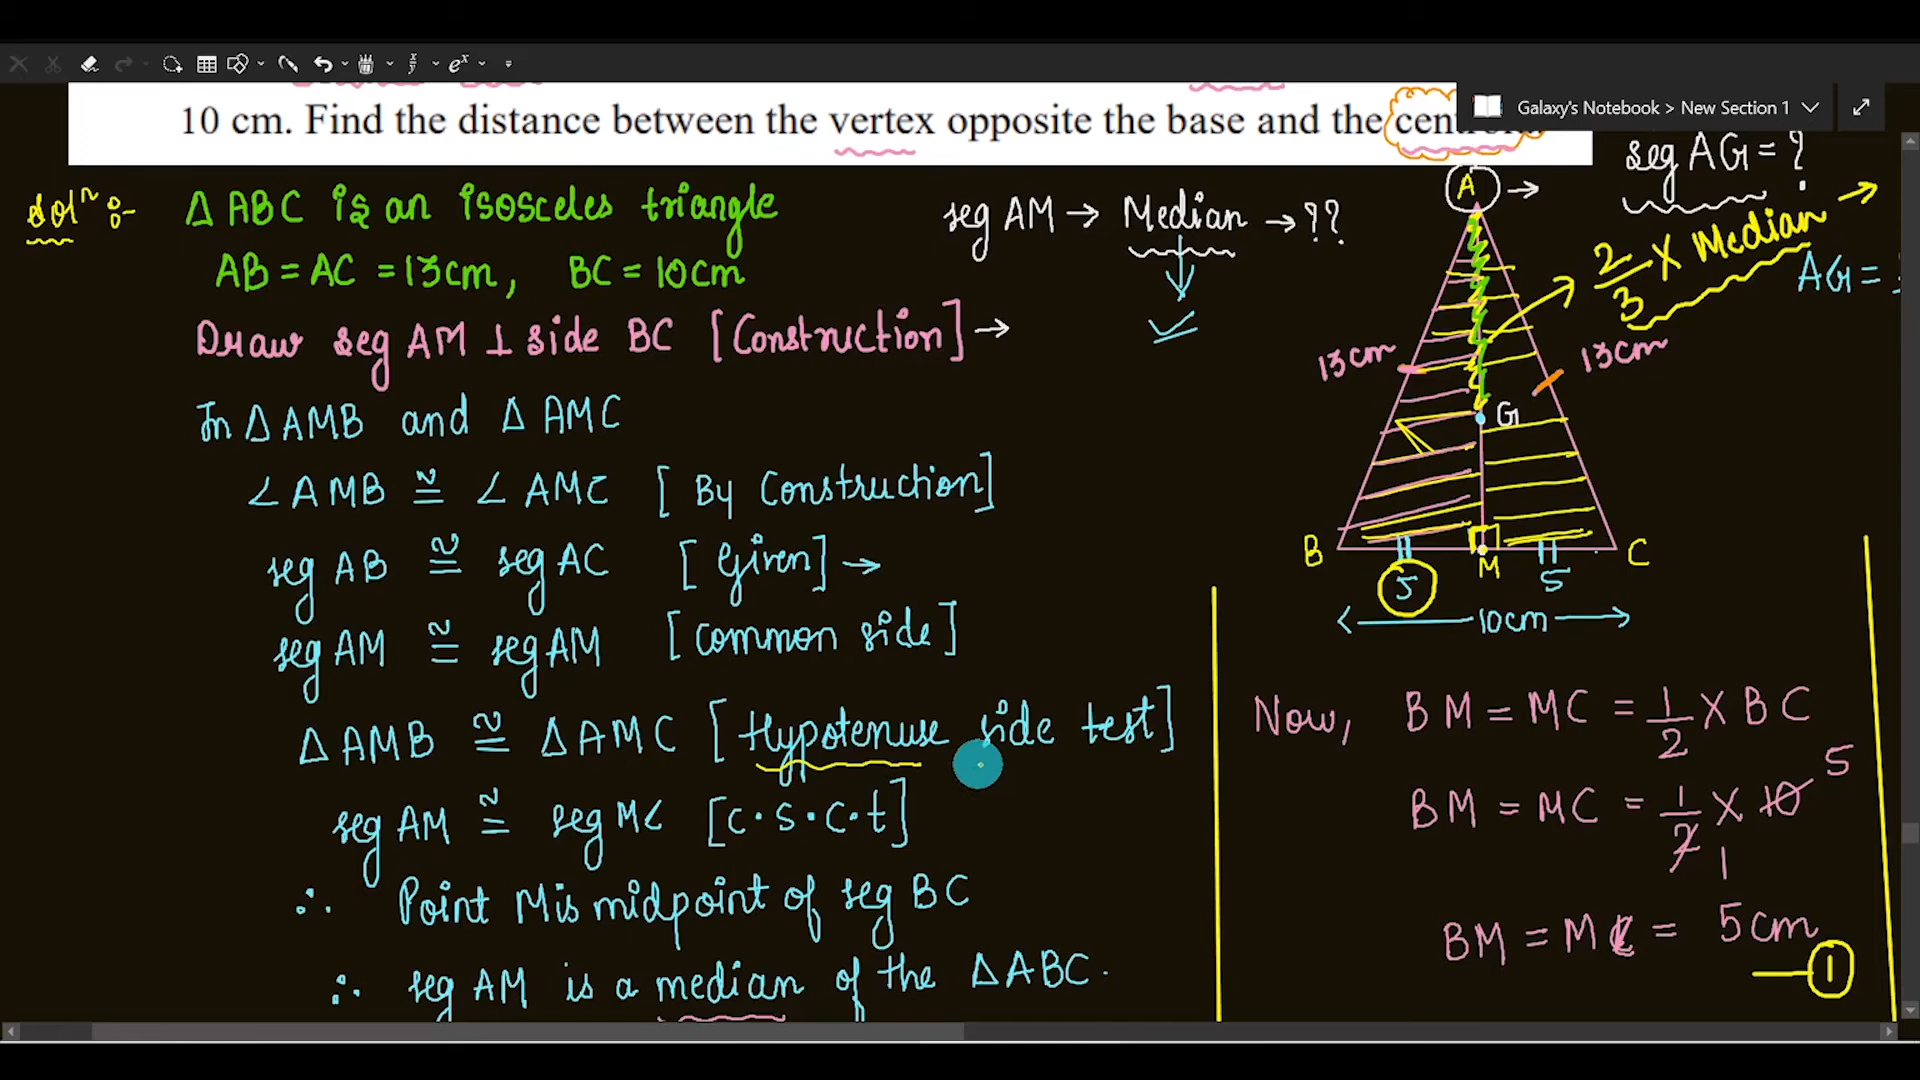 Galaxy's Notebook > New Section 1
10 cm. Find the distance between the vertex opposite the base and the
Solⁿ :-
Δ ABC is an isosceles triangle
AB = AC = 13cm, BC = 10cm
Draw seg AM ⊥ side BC [Construction] →
In Δ AMB and Δ AMC
∠AMB ≅ ∠AMC [By Construction]
seg AB ≅ seg AC [Given] →
seg AM ≅ seg AM [Common side]
Δ AMB ≅ Δ AMC [Hypotenuse side test]
seg AM ≅ seg MC [C.S.C.t]
∴ Point M is midpoint of seg BC
∴ seg AM is a median of the Δ ABC.
seg AM → Median → ??
seg AG = ?
A →
2/3 × Median →
AG =
13cm
13cm
G
B
M
C
5
5
10cm
Now, BM = MC = 1/2 × BC
5
BM = MC = 1/2 × 10
1
BM = MC = 5cm
1